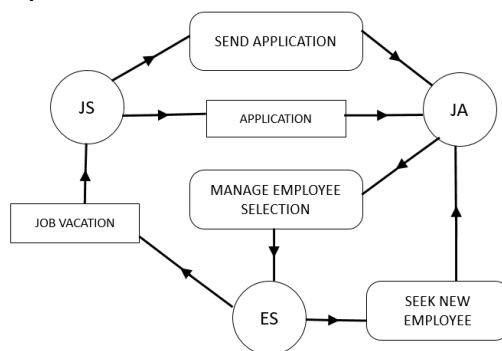 SEND APPLICATION
JS
APPLICATION
JA
MANAGE EMPLOYEE
SELECTION
JOB VACATION
ES
SEEK NEW
EMPLOYEE